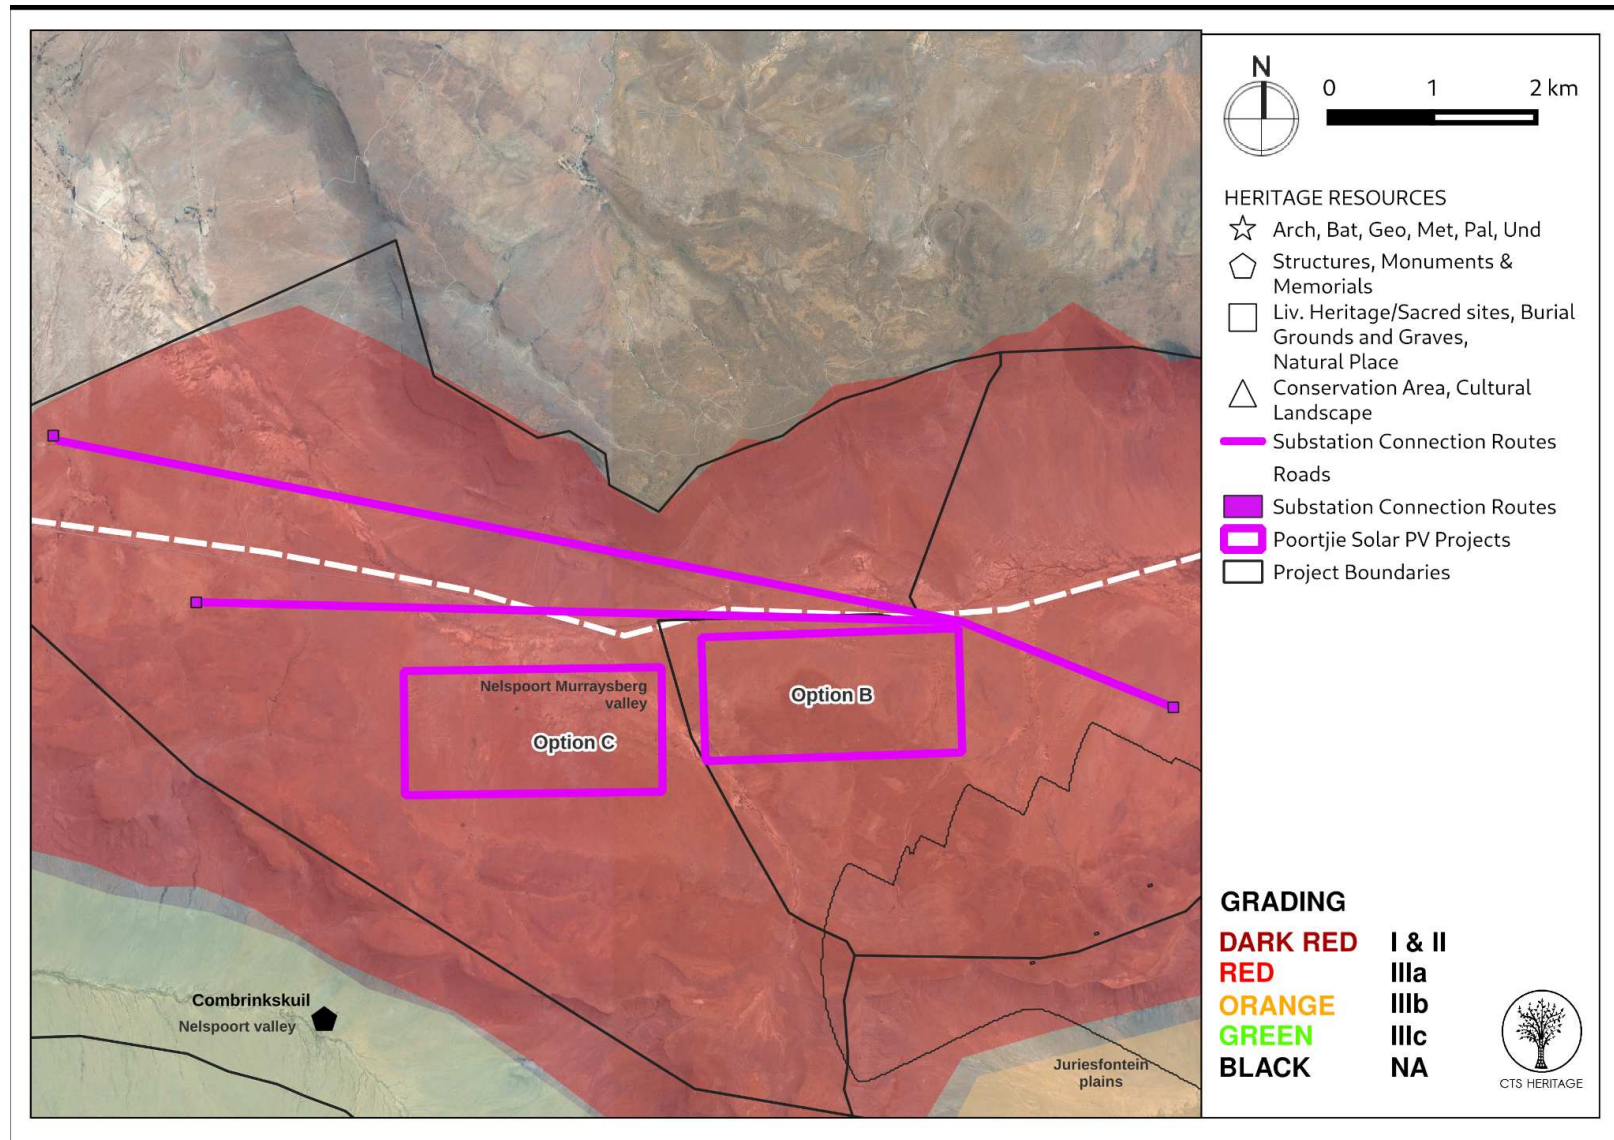 N
0 1 2 km
HERITAGE RESOURCES
Arch, Bat, Geo, Met, Pal, Und
Structures, Monuments &
Memorials
Liv. Heritage/Sacred sites, Burial
Grounds and Graves,
Natural Place
Conservation Area, Cultural
Landscape
Substation Connection Routes
Roads
Substation Connection Routes
Poortjie Solar PV Projects
Project Boundaries
Nelspoort Murraysberg
valley
Option C
Option B
Combrinkskuil
Nelspoort valley
Juriesfontein
plains
GRADING
DARK RED I & II
RED IIIa
ORANGE IIIb
GREEN IIIc
BLACK NA
CTS HERITAGE